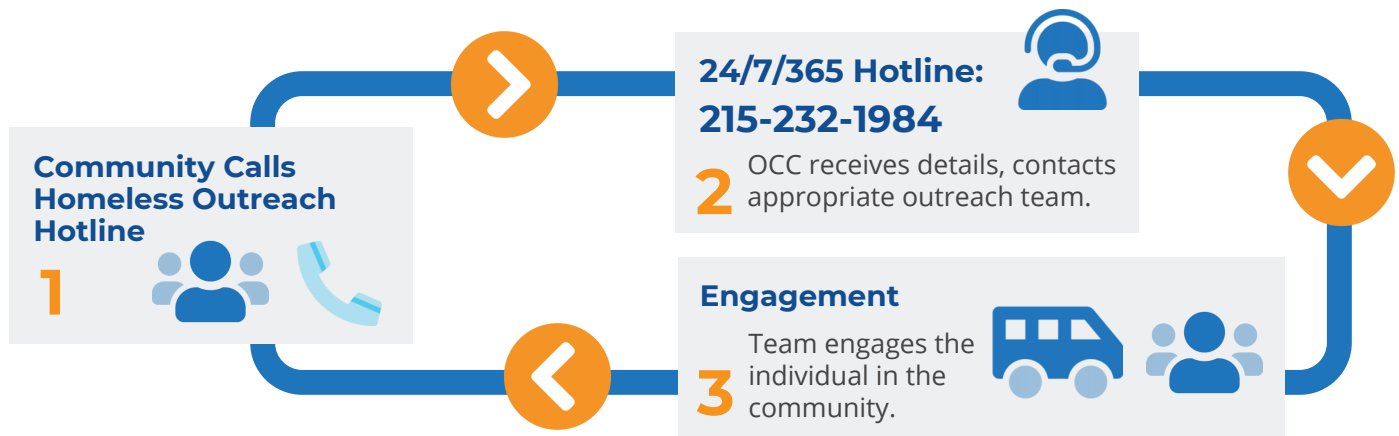 Community Calls
Homeless Outreach
Hotline
1
24/7/365 Hotline:
215-232-1984
2
OCC receives details, contacts
appropriate outreach team.
Engagement
3
Team engages the
individual in the
community.